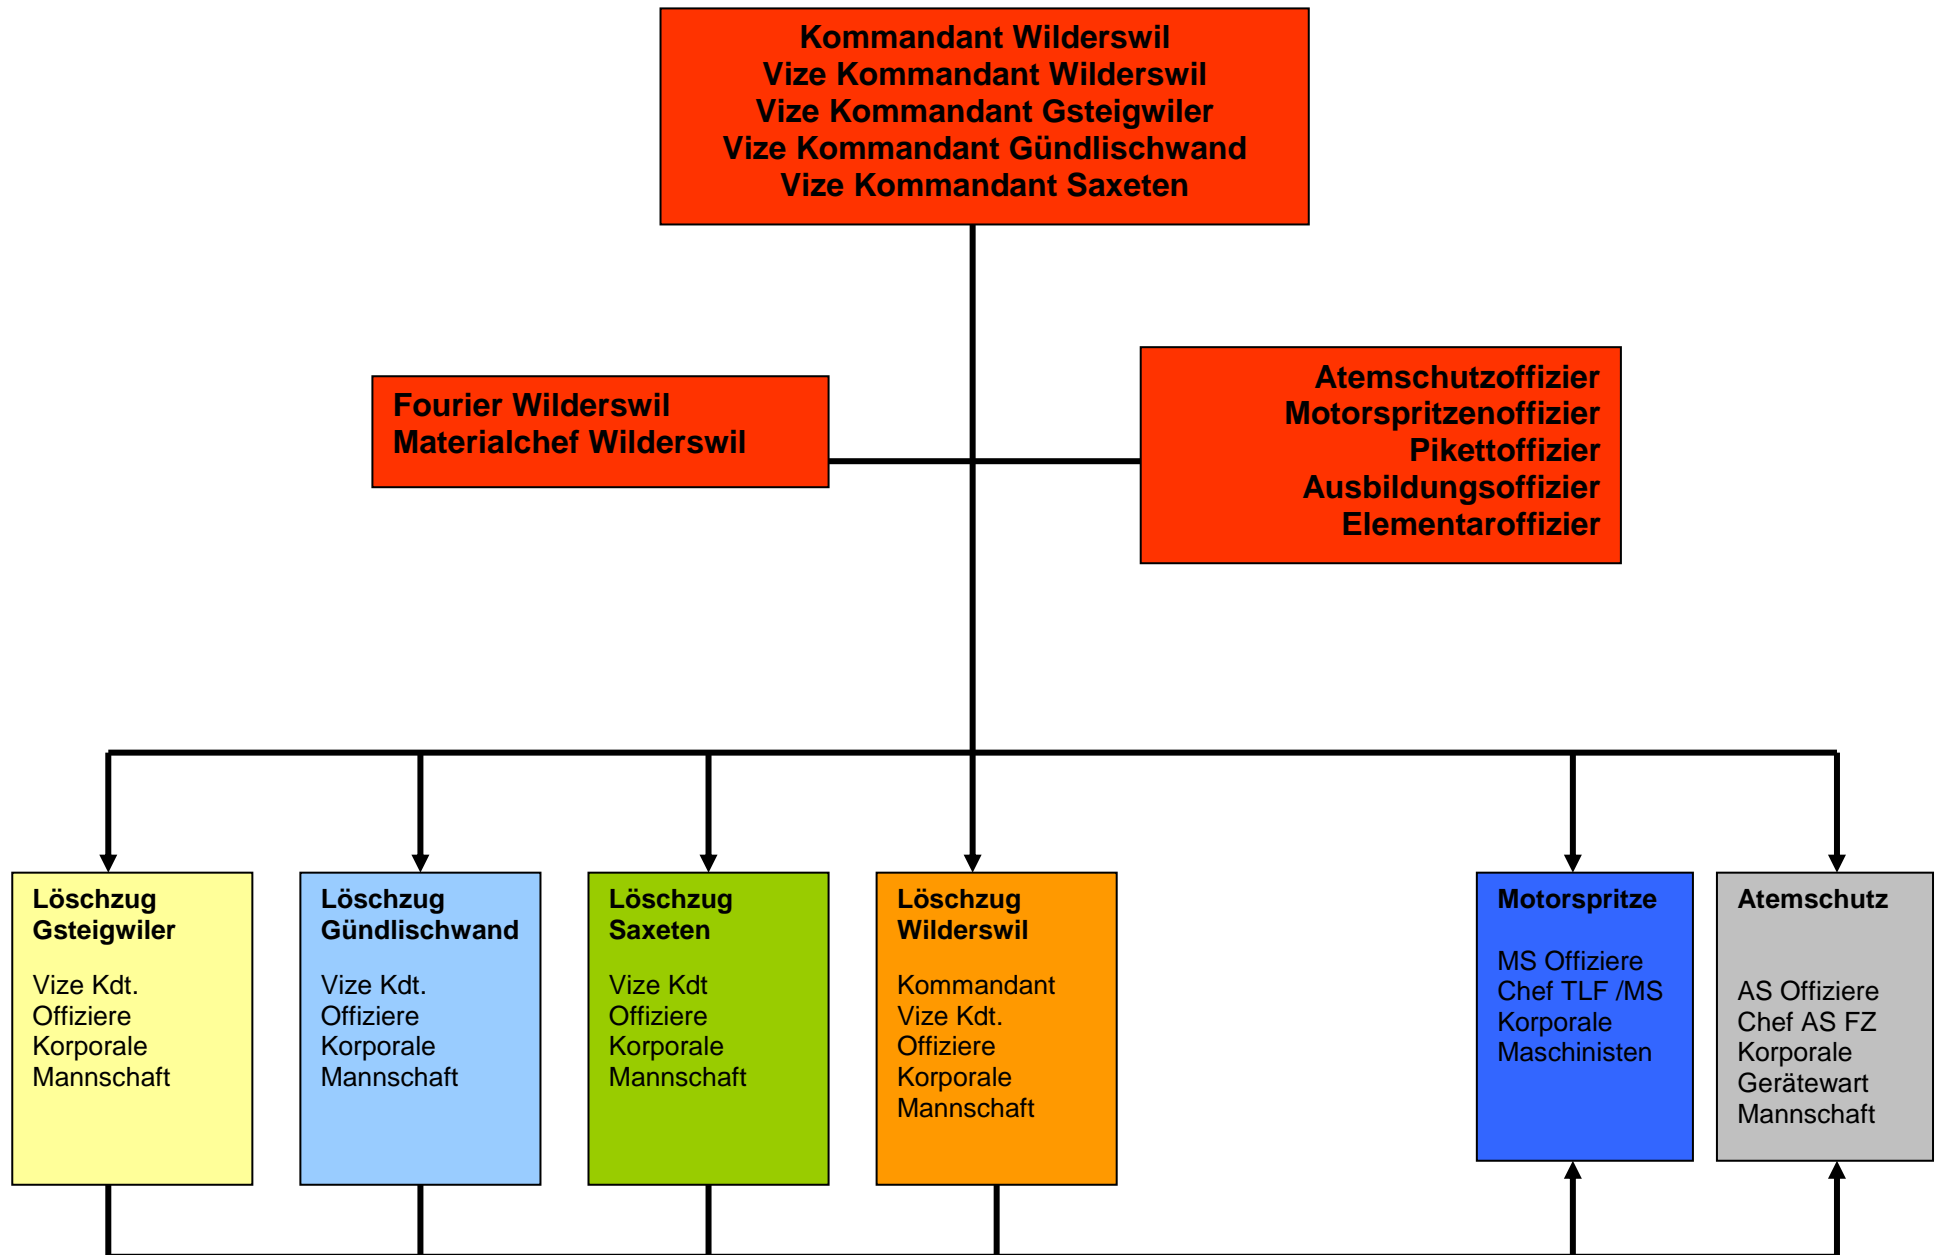 Kommandant Wilderswil
Vize Kommandant Wilderswil
Vize Kommandant Gsteigwiler
Vize Kommandant Gündlischwand
Vize Kommandant Saxeten
Fourier Wilderswil
Materialchef Wilderswil
Atemschutzoffizier
Motorspritzenoffizier
Pikettoffizier
Ausbildungsoffizier
Elementaroffizier
Löschzug
Gsteigwiler
Vize Kdt.
Offiziere
Korporale
Mannschaft
Löschzug
Gündlischwand
Vize Kdt.
Offiziere
Korporale
Mannschaft
Löschzug
Saxeten
Vize Kdt
Offiziere
Korporale
Mannschaft
Löschzug
Wilderswil
Kommandant
Vize Kdt.
Offiziere
Korporale
Mannschaft
Motorspritze
MS Offiziere
Chef TLF /MS
Korporale
Maschinisten
Atemschutz
AS Offiziere
Chef AS FZ
Korporale
Gerätewart
Mannschaft